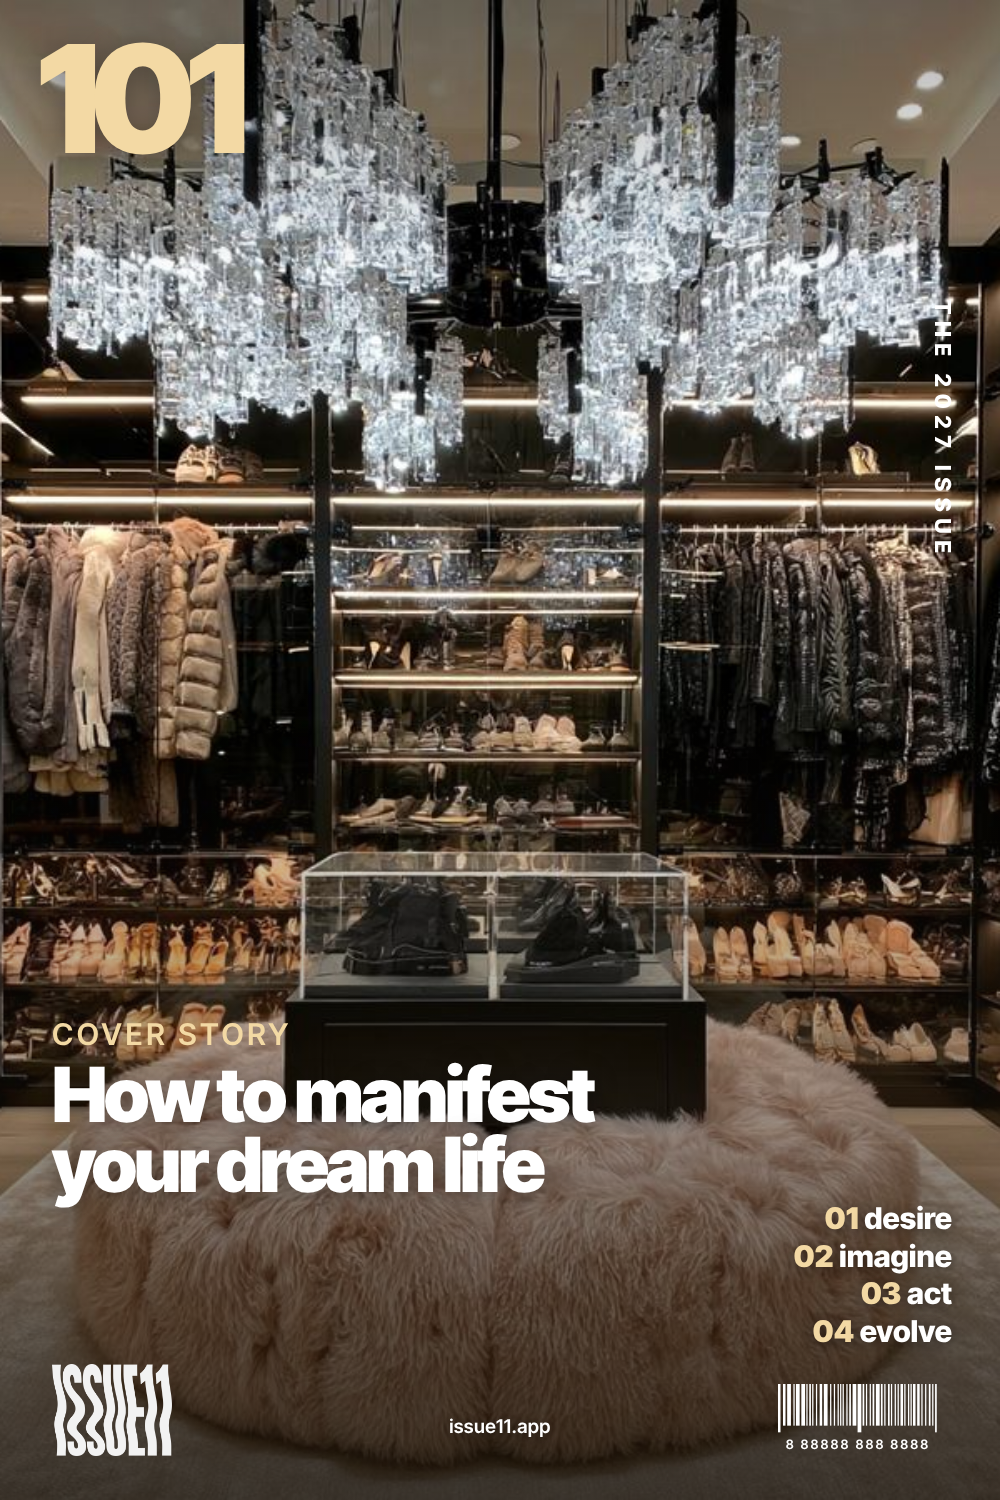 101
THE 2027 ISSUE
COVER STORY
How to manifest
your dream life
01 desire
02 imagine
03 act
04 evolve
ISSUE11
issue11.app
8 88888 888 8888